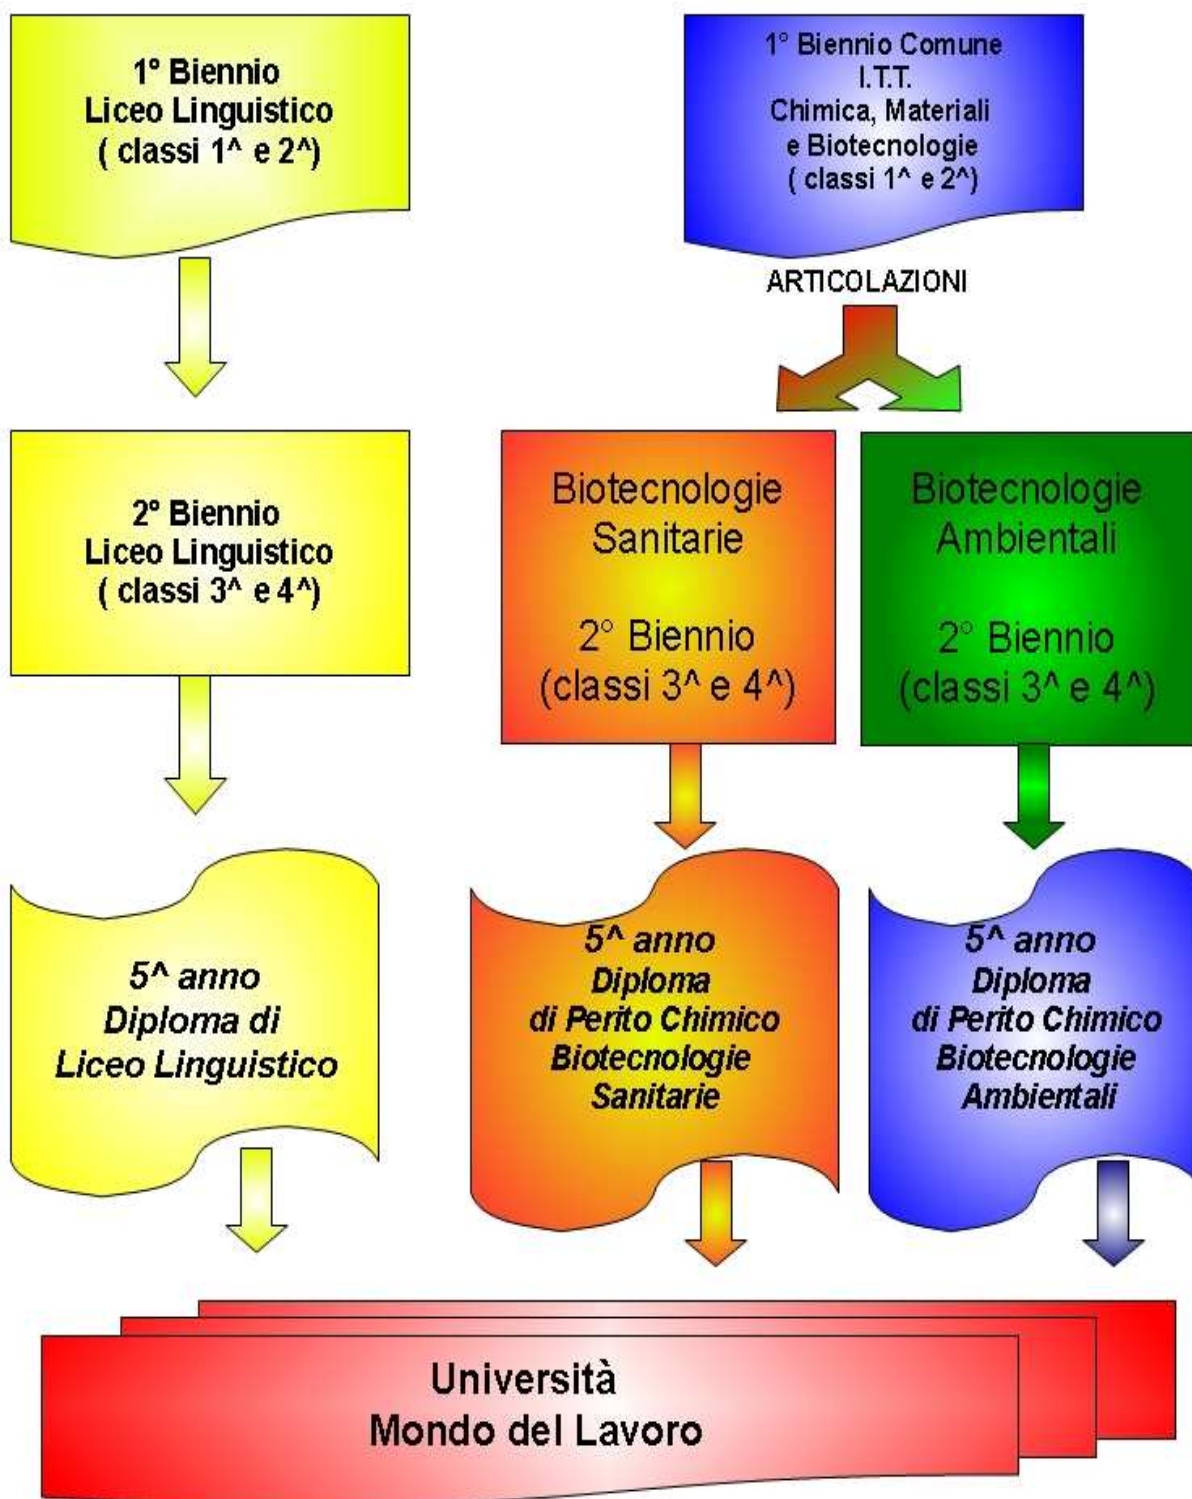 1° Biennio
Liceo Linguistico
( classi 1^ e 2^)
1° Biennio Comune
I.T.T.
Chimica, Materiali
e Biotecnologie
( classi 1^ e 2^)
ARTICOLAZIONI
2° Biennio
Liceo Linguistico
( classi 3^ e 4^)
Biotecnologie
Sanitarie
2° Biennio
(classi 3^ e 4^)
Biotecnologie
Ambientali
2° Biennio
(classi 3^ e 4^)
5^ anno
Diploma di
Liceo Linguistico
5^ anno
Diploma
di Perito Chimico
Biotecnologie
Sanitarie
5^ anno
Diploma
di Perito Chimico
Biotecnologie
Ambientali
Università
Mondo del Lavoro